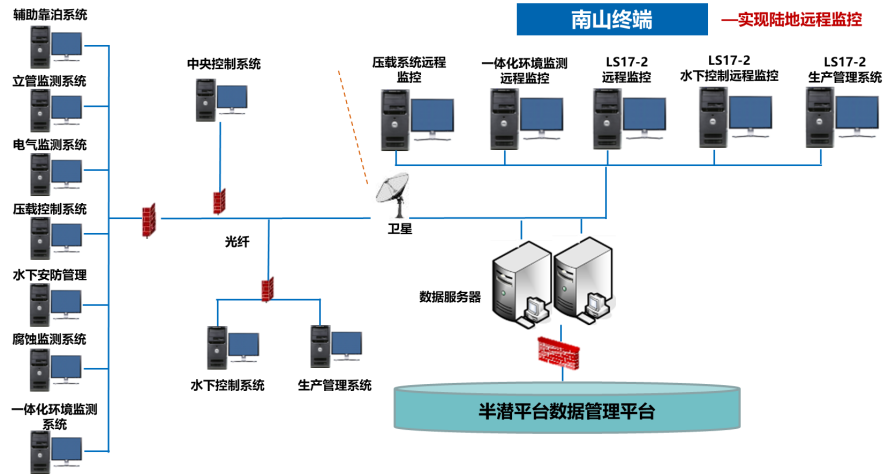 南山终端
—实现陆地远程监控
辅助靠泊系统
立管监测系统
电气监测系统
压载控制系统
水下安防管理
腐蚀监测系统
一体化环境监测
系统
中央控制系统
光纤
水下控制系统
生产管理系统
卫星
压载系统远程
监控
一体化环境监测
远程监控
LS17-2
远程监控
LS17-2
水下控制远程监控
LS17-2
生产管理系统
数据服务器
半潜平台数据管理平台